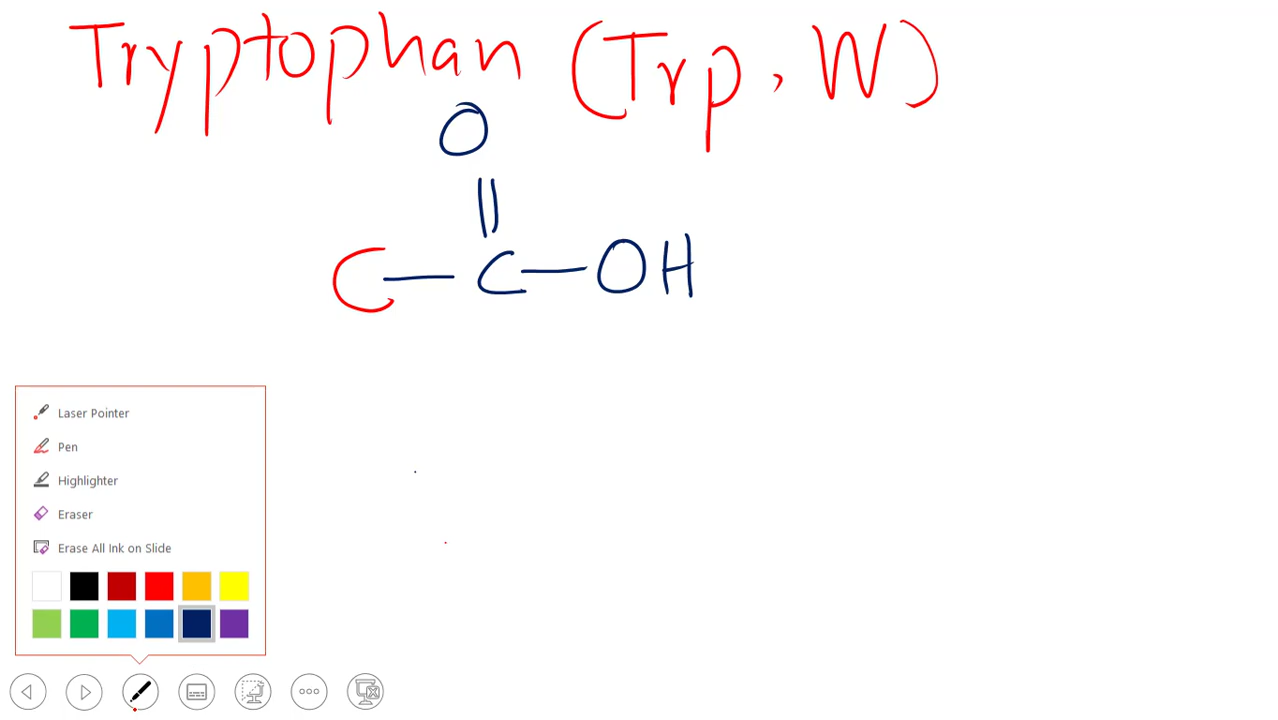 Tryptophan (Trp, W)
O
||
C — C — OH
Laser Pointer
Pen
Highlighter
Eraser
Erase All Ink on Slide